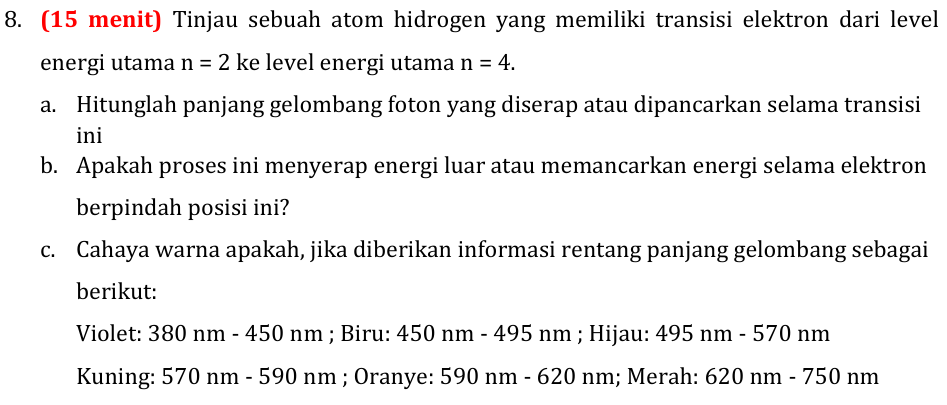 8. (15 menit) Tinjau sebuah atom hidrogen yang memiliki transisi elektron dari level
energi utama n = 2 ke level energi utama n = 4.
a. Hitunglah panjang gelombang foton yang diserap atau dipancarkan selama transisi
ini
b. Apakah proses ini menyerap energi luar atau memancarkan energi selama elektron
berpindah posisi ini?
c. Cahaya warna apakah, jika diberikan informasi rentang panjang gelombang sebagai
berikut:
Violet: 380 nm - 450 nm ; Biru: 450 nm - 495 nm ; Hijau: 495 nm - 570 nm
Kuning: 570 nm - 590 nm ; Oranye: 590 nm - 620 nm; Merah: 620 nm - 750 nm